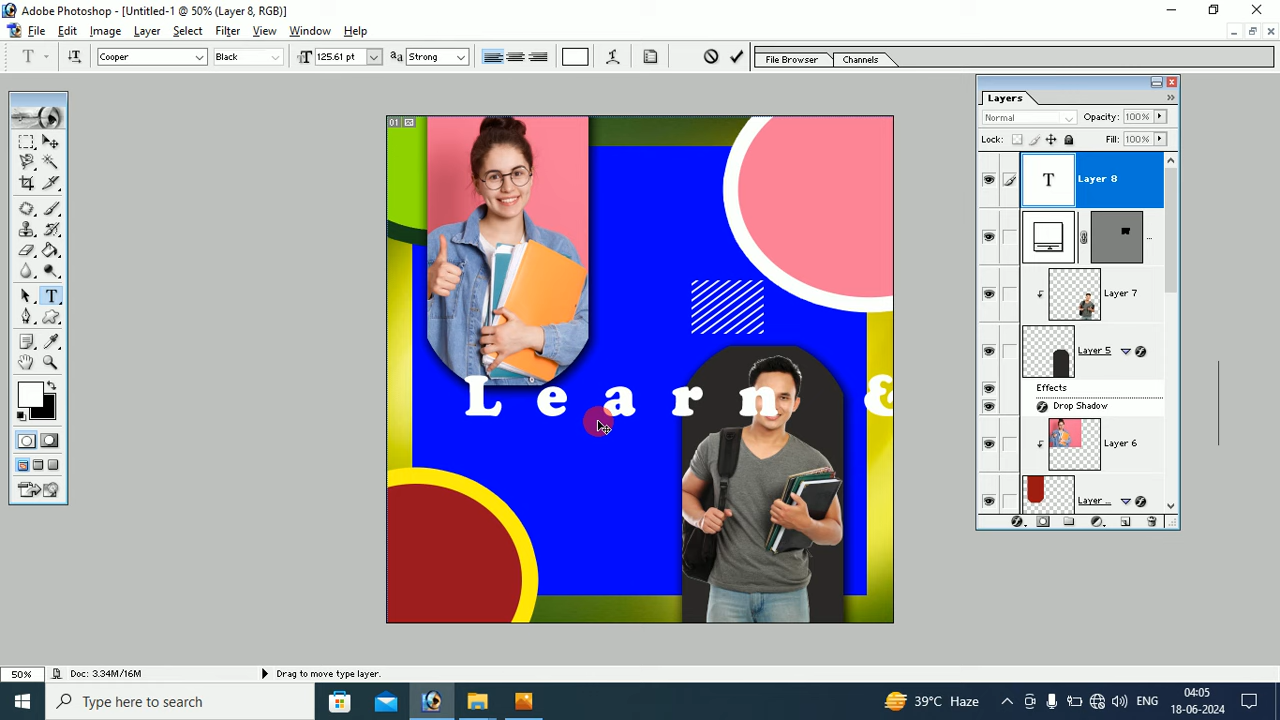 Adobe Photoshop - [Untitled-1 @ 50% (Layer 8, RGB)]
File Edit Image Layer Select Filter View Window Help
T Cooper Black T 125.61 pt aa Strong File Browser Channels
Layers
Normal Opacity: 100%
Lock: Fill: 100%
01
T Layer 8
...
Layer 7
Layer 5
Effects
Drop Shadow
Layer 6
Layer ...
L e a r n &
50% Doc: 3.34M/16M Drag to move type layer.
Type here to search 39°C Haze ENG 04:05
18-06-2024